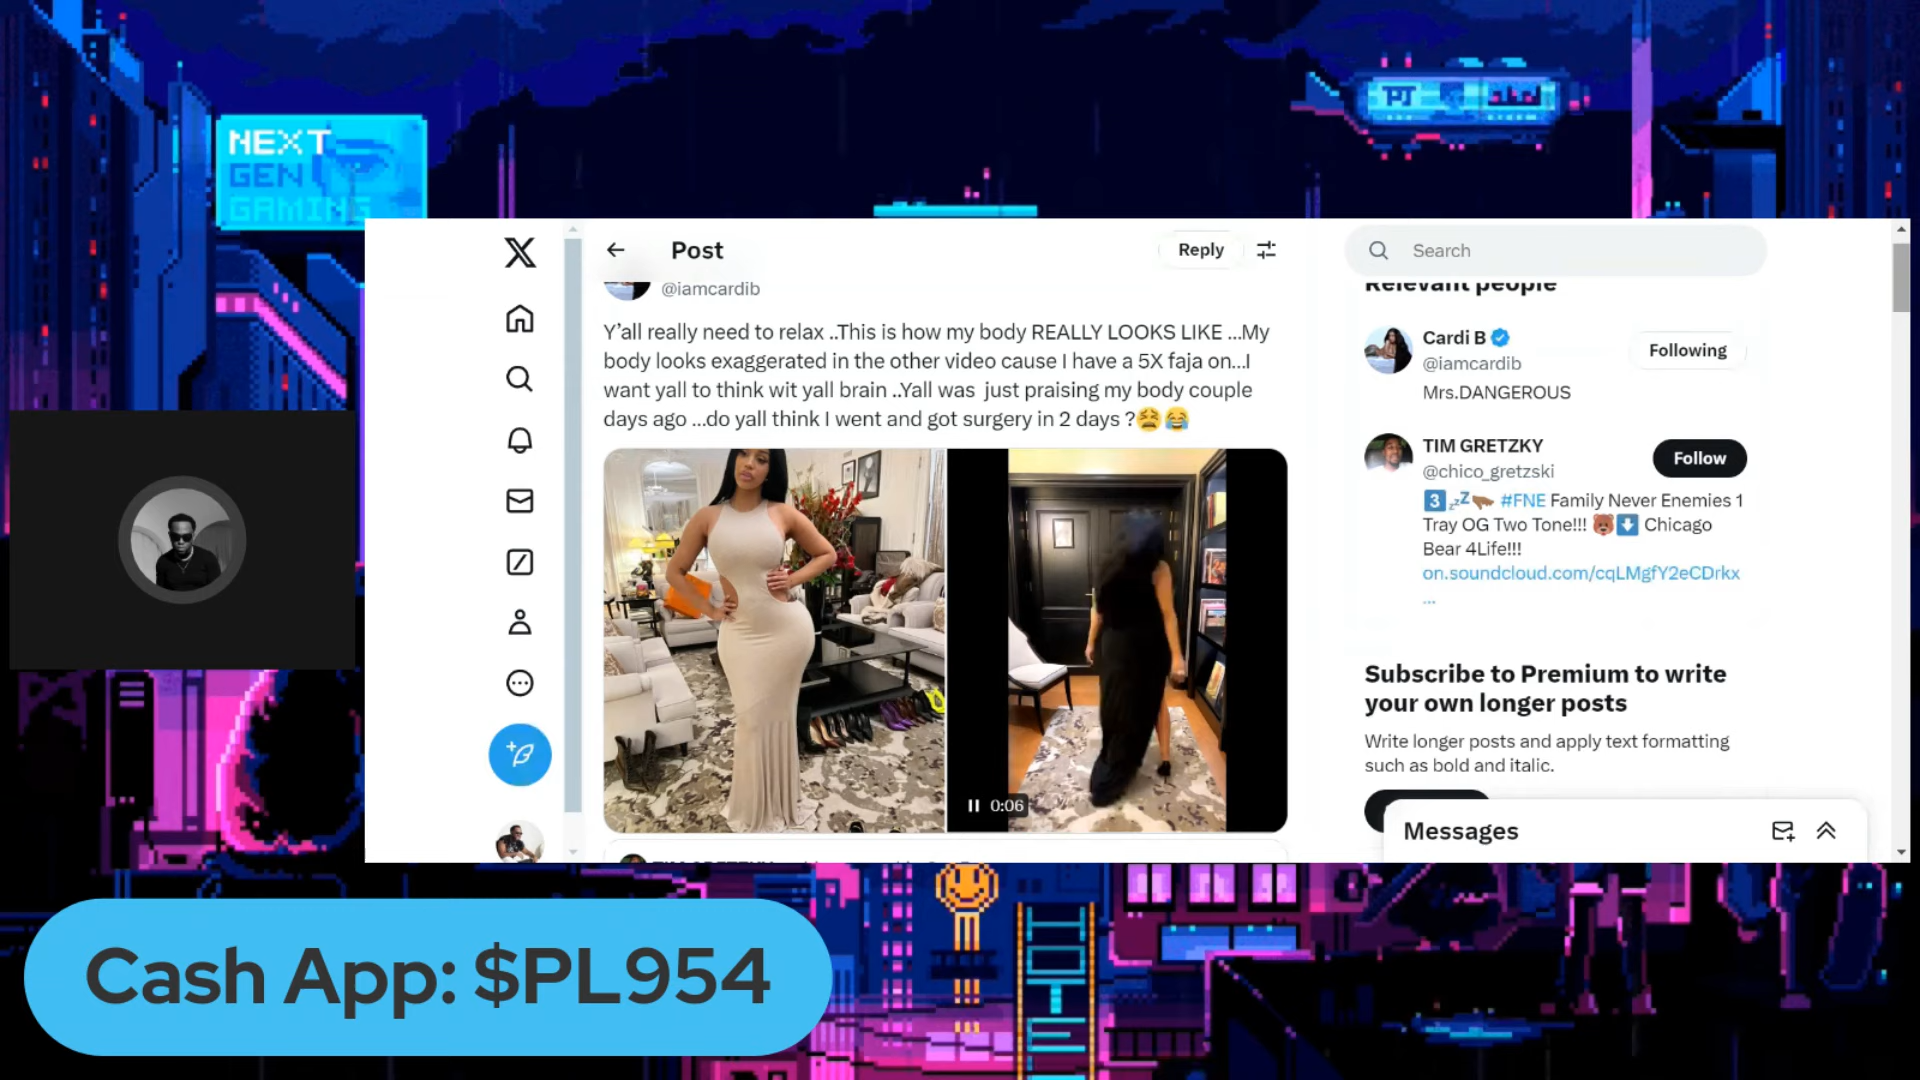 NEXT
GEN
GAMING
Post
Reply
@iamcardib
Y'all really need to relax ..This is how my body REALLY LOOKS LIKE ...My
body looks exaggerated in the other video cause I have a 5X faja on...I
want yall to think wit yall brain ..Yall was just praising my body couple
days ago ...do yall think I went and got surgery in 2 days ?😫😂
0:06
Search
Relevant people
Cardi B
@iamcardib
Following
Mrs.DANGEROUS
TIM GRETZKY
@chico_gretzski
Follow
3️⃣💤 #FNE Family Never Enemies 1
Tray OG Two Tone!!! 🐻⬇️ Chicago
Bear 4Life!!!
on.soundcloud.com/cqLMgfY2eCDrkx
...
Subscribe to Premium to write
your own longer posts
Write longer posts and apply text formatting
such as bold and italic.
Messages
HOTE
Cash App: $PL954